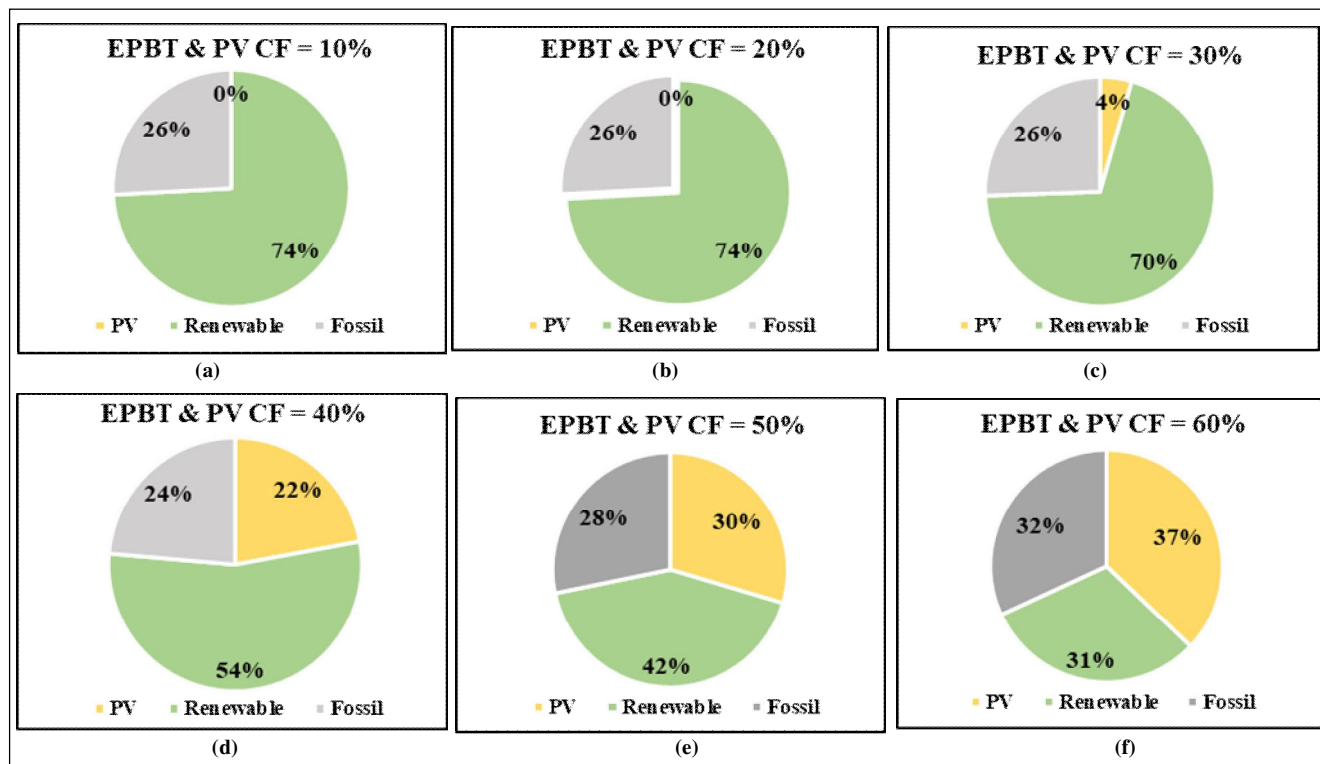 EPBT & PV CF = 10%
0%
26%
74%
PV Renewable Fossil
(a)
EPBT & PV CF = 20%
0%
26%
74%
PV Renewable Fossil
(b)
EPBT & PV CF = 30%
4%
26%
70%
PV Renewable Fossil
(c)
EPBT & PV CF = 40%
24%
22%
54%
PV Renewable Fossil
(d)
EPBT & PV CF = 50%
28%
30%
42%
PV Renewable Fossil
(e)
EPBT & PV CF = 60%
32%
37%
31%
PV Renewable Fossil
(f)